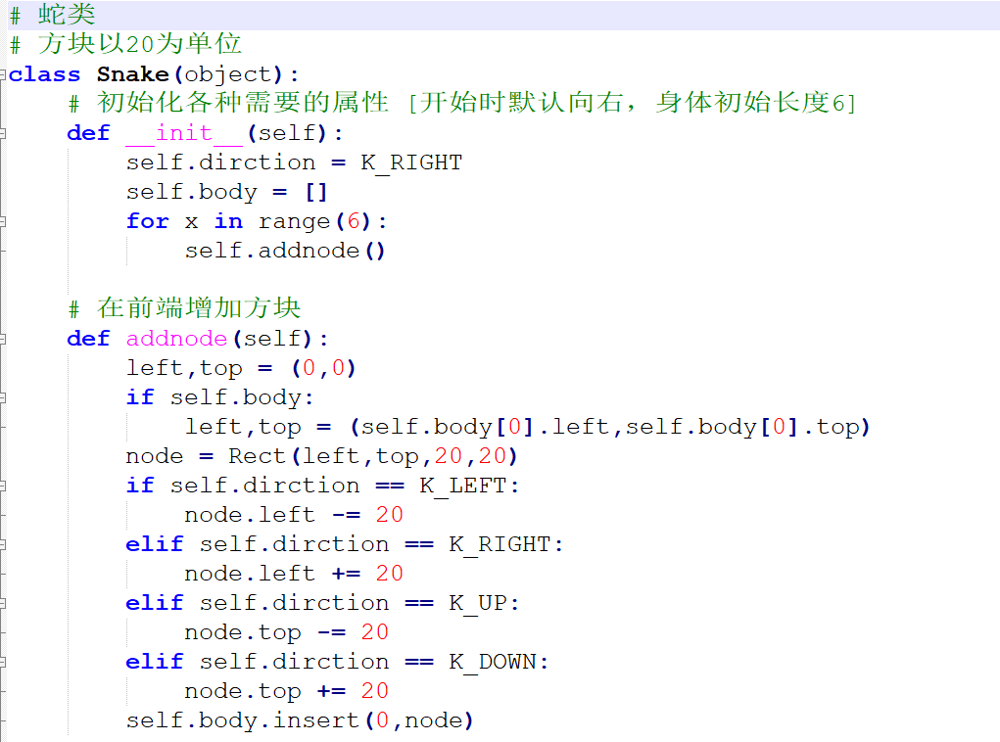 # 蛇类
# 方块以20为单位
class Snake(object):
    # 初始化各种需要的属性 [开始时默认向右，身体初始长度6]
    def __init__(self):
        self.dirction = K_RIGHT
        self.body = []
        for x in range(6):
            self.addnode()

    # 在前端增加方块
    def addnode(self):
        left,top = (0,0)
        if self.body:
            left,top = (self.body[0].left,self.body[0].top)
        node = Rect(left,top,20,20)
        if self.dirction == K_LEFT:
            node.left -= 20
        elif self.dirction == K_RIGHT:
            node.left += 20
        elif self.dirction == K_UP:
            node.top -= 20
        elif self.dirction == K_DOWN:
            node.top += 20
        self.body.insert(0,node)